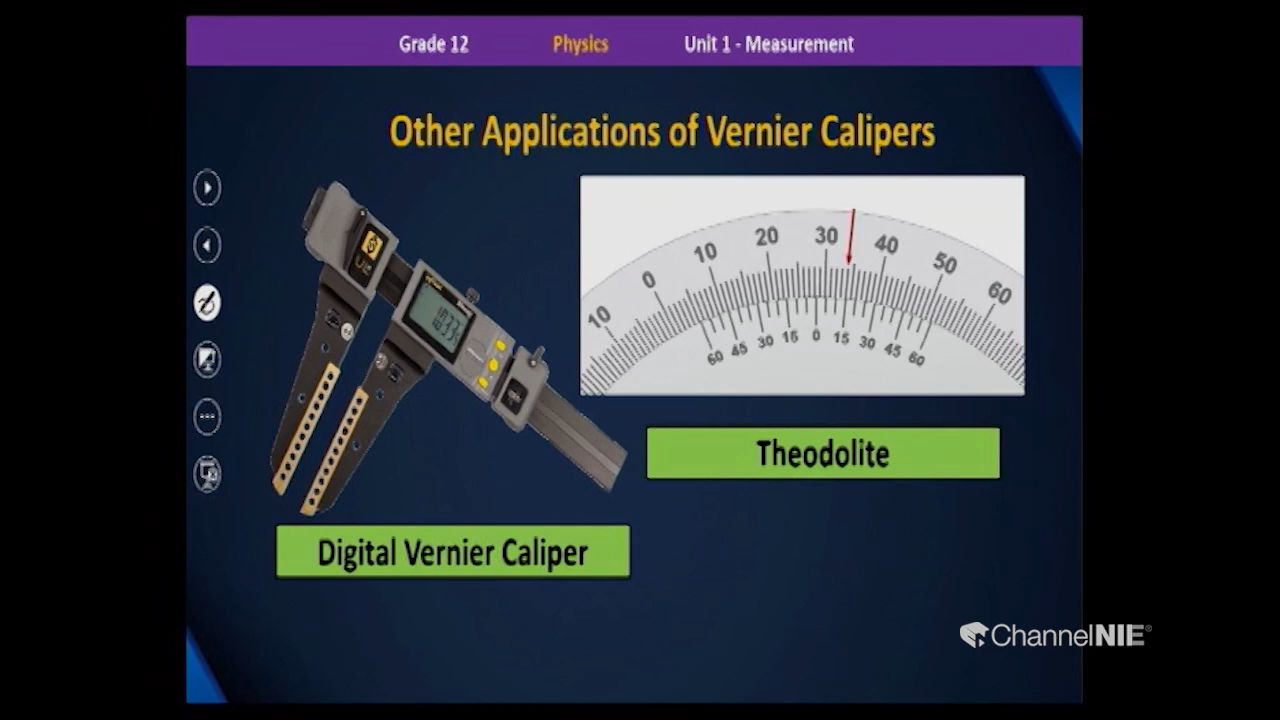 Grade 12 Physics Unit 1 - Measurement
Other Applications of Vernier Calipers
10 0 10 20 30 40 50 60
60 45 30 15 0 15 30 45 60
Theodolite
Digital Vernier Caliper
ChannelNIE®